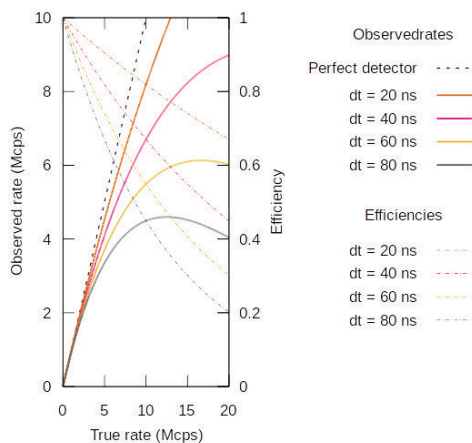 10
8
6
4
2
0
Observed rate (Mcps)
0 5 10 15 20
True rate (Mcps)
1
0.8
0.6
0.4
0.2
0
Efficiency
Observedrates
Perfect detector
dt = 20 ns
dt = 40 ns
dt = 60 ns
dt = 80 ns
Efficiencies
dt = 20 ns
dt = 40 ns
dt = 60 ns
dt = 80 ns